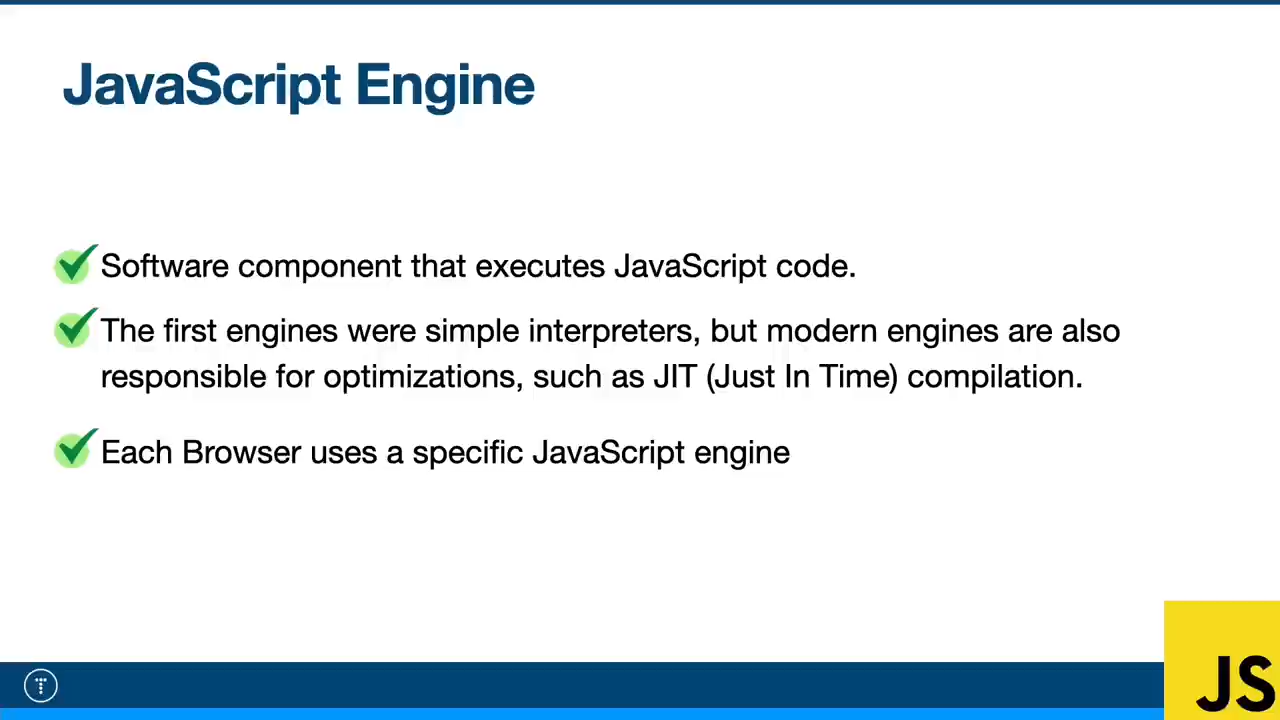 JavaScript Engine
Software component that executes JavaScript code.
The first engines were simple interpreters, but modern engines are also
responsible for optimizations, such as JIT (Just In Time) compilation.
Each Browser uses a specific JavaScript engine
JS